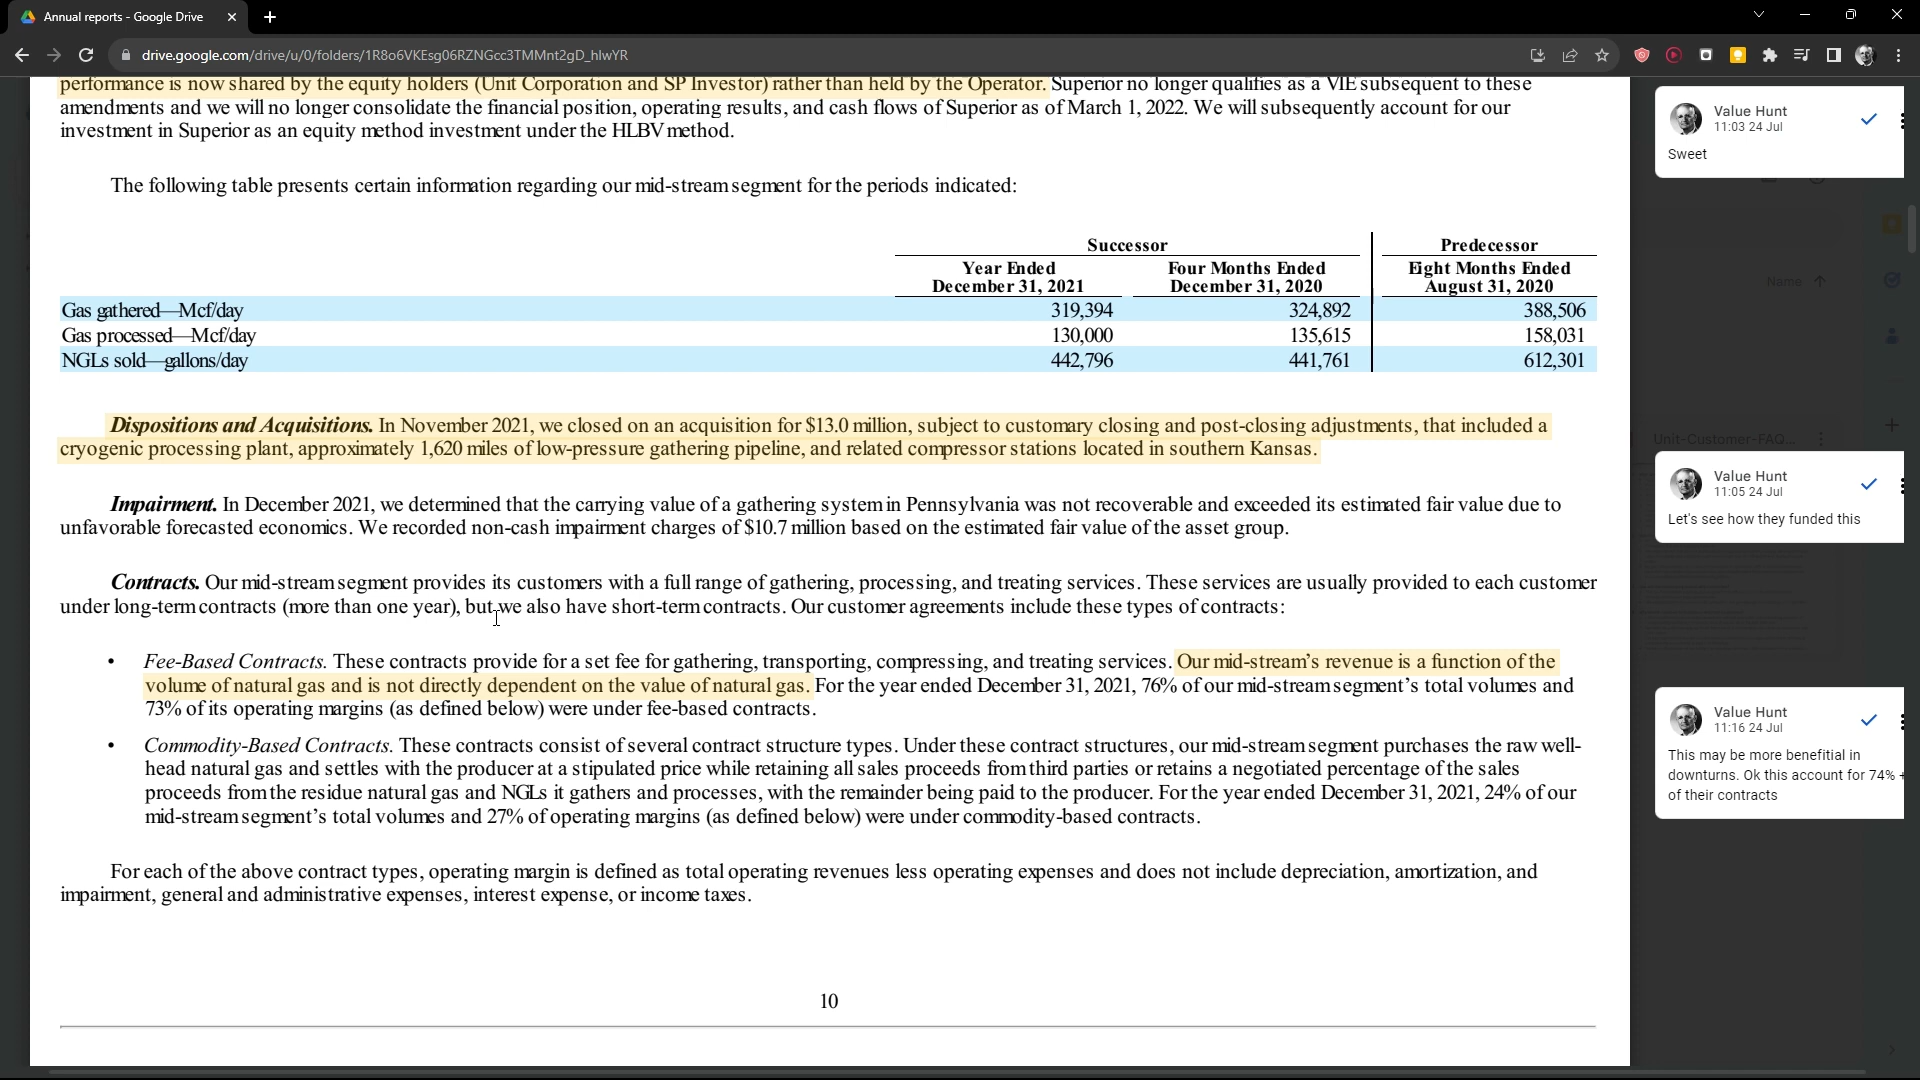 Annual reports - Google Drive
drive.google.com/drive/u/0/folders/1R8o6VKEsg06RZNGcc3TMMnt2gD_hIwYR
performance is now shared by the equity holders (Unit Corporation and SP Investor) rather than held by the Operator. Superior no longer qualifies as a VIE subsequent to these
amendments and we will no longer consolidate the financial position, operating results, and cash flows of Superior as of March 1, 2022. We will subsequently account for our
investment in Superior as an equity method investment under the HLBV method.
The following table presents certain information regarding our mid-stream segment for the periods indicated:
Successor Predecessor
Year Ended Four Months Ended Eight Months Ended
December 31, 2021 December 31, 2020 August 31, 2020
Gas gathered—Mcf/day 319,394 324,892 388,506
Gas processed—Mcf/day 130,000 135,615 158,031
NGLs sold—gallons/day 442,796 441,761 612,301
Dispositions and Acquisitions. In November 2021, we closed on an acquisition for $13.0 million, subject to customary closing and post-closing adjustments, that included a
cryogenic processing plant, approximately 1,620 miles of low-pressure gathering pipeline, and related compressor stations located in southern Kansas.
Impairment. In December 2021, we determined that the carrying value of a gathering system in Pennsylvania was not recoverable and exceeded its estimated fair value due to
unfavorable forecasted economics. We recorded non-cash impairment charges of $10.7 million based on the estimated fair value of the asset group.
Contracts. Our mid-stream segment provides its customers with a full range of gathering, processing, and treating services. These services are usually provided to each customer
under long-term contracts (more than one year), but we also have short-term contracts. Our customer agreements include these types of contracts:
• Fee-Based Contracts. These contracts provide for a set fee for gathering, transporting, compressing, and treating services. Our mid-stream’s revenue is a function of the
volume of natural gas and is not directly dependent on the value of natural gas. For the year ended December 31, 2021, 76% of our mid-stream segment’s total volumes and
73% of its operating margins (as defined below) were under fee-based contracts.
• Commodity-Based Contracts. These contracts consist of several contract structure types. Under these contract structures, our mid-stream segment purchases the raw well-
head natural gas and settles with the producer at a stipulated price while retaining all sales proceeds from third parties or retains a negotiated percentage of the sales
proceeds from the residue natural gas and NGLs it gathers and processes, with the remainder being paid to the producer. For the year ended December 31, 2021, 24% of our
mid-stream segment’s total volumes and 27% of operating margins (as defined below) were under commodity-based contracts.
For each of the above contract types, operating margin is defined as total operating revenues less operating expenses and does not include depreciation, amortization, and
impairment, general and administrative expenses, interest expense, or income taxes.
10
Value Hunt
11:03 24 Jul
Sweet
Name
Unit-Customer-FAQ...
Value Hunt
11:05 24 Jul
Let's see how they funded this
Value Hunt
11:16 24 Jul
This may be more benefitial in
downturns. Ok this account for 74% +
of their contracts